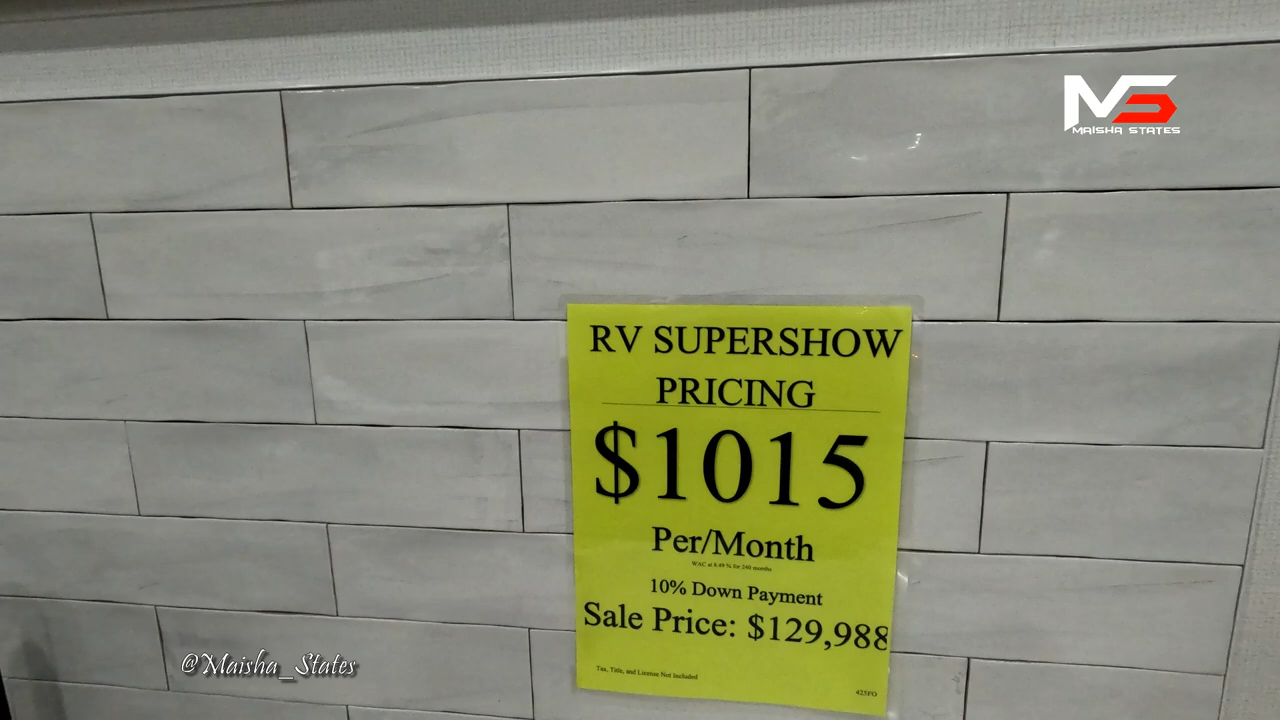 MS
MAISHA STATES
RV SUPERSHOW
PRICING
$1015
Per/Month
WAC at 8.49 % for 240 months
10% Down Payment
Sale Price: $129,988
Tax, Title, and License Not Included
425FO
@Maisha_States